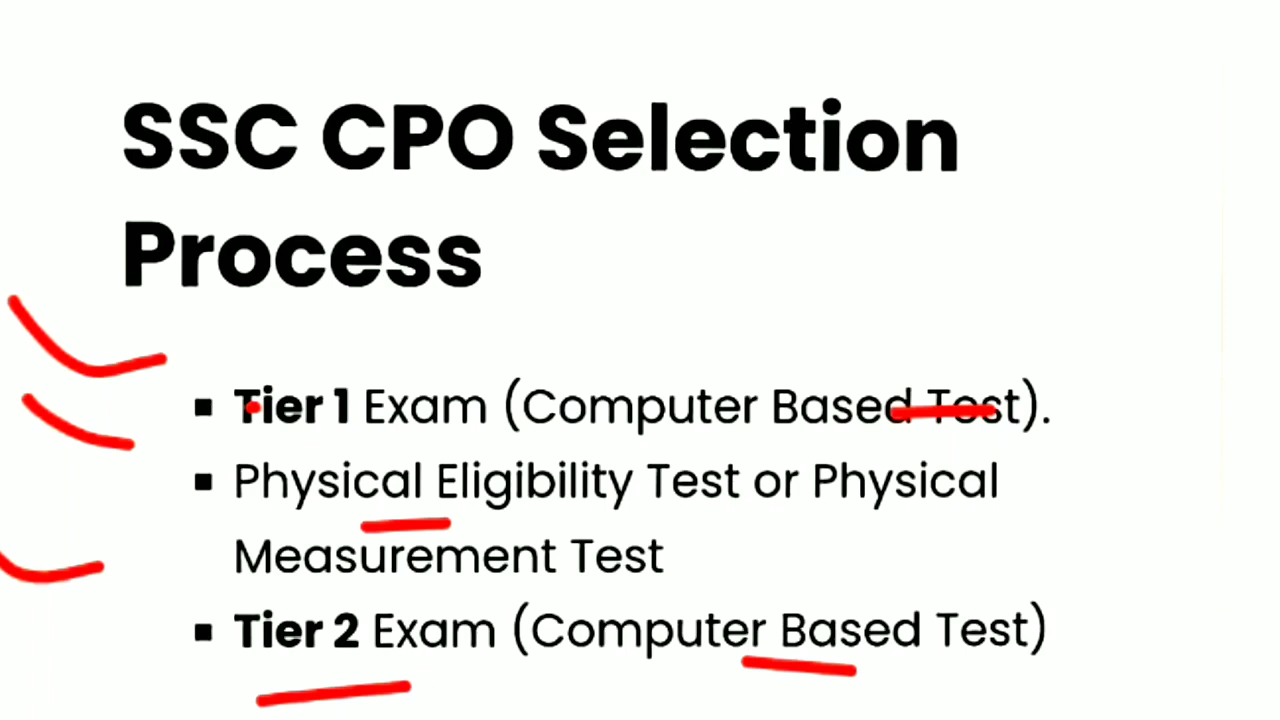 SSC CPO Selection
Process
▪ Tier 1 Exam (Computer Based Test).
▪ Physical Eligibility Test or Physical
Measurement Test
▪ Tier 2 Exam (Computer Based Test)